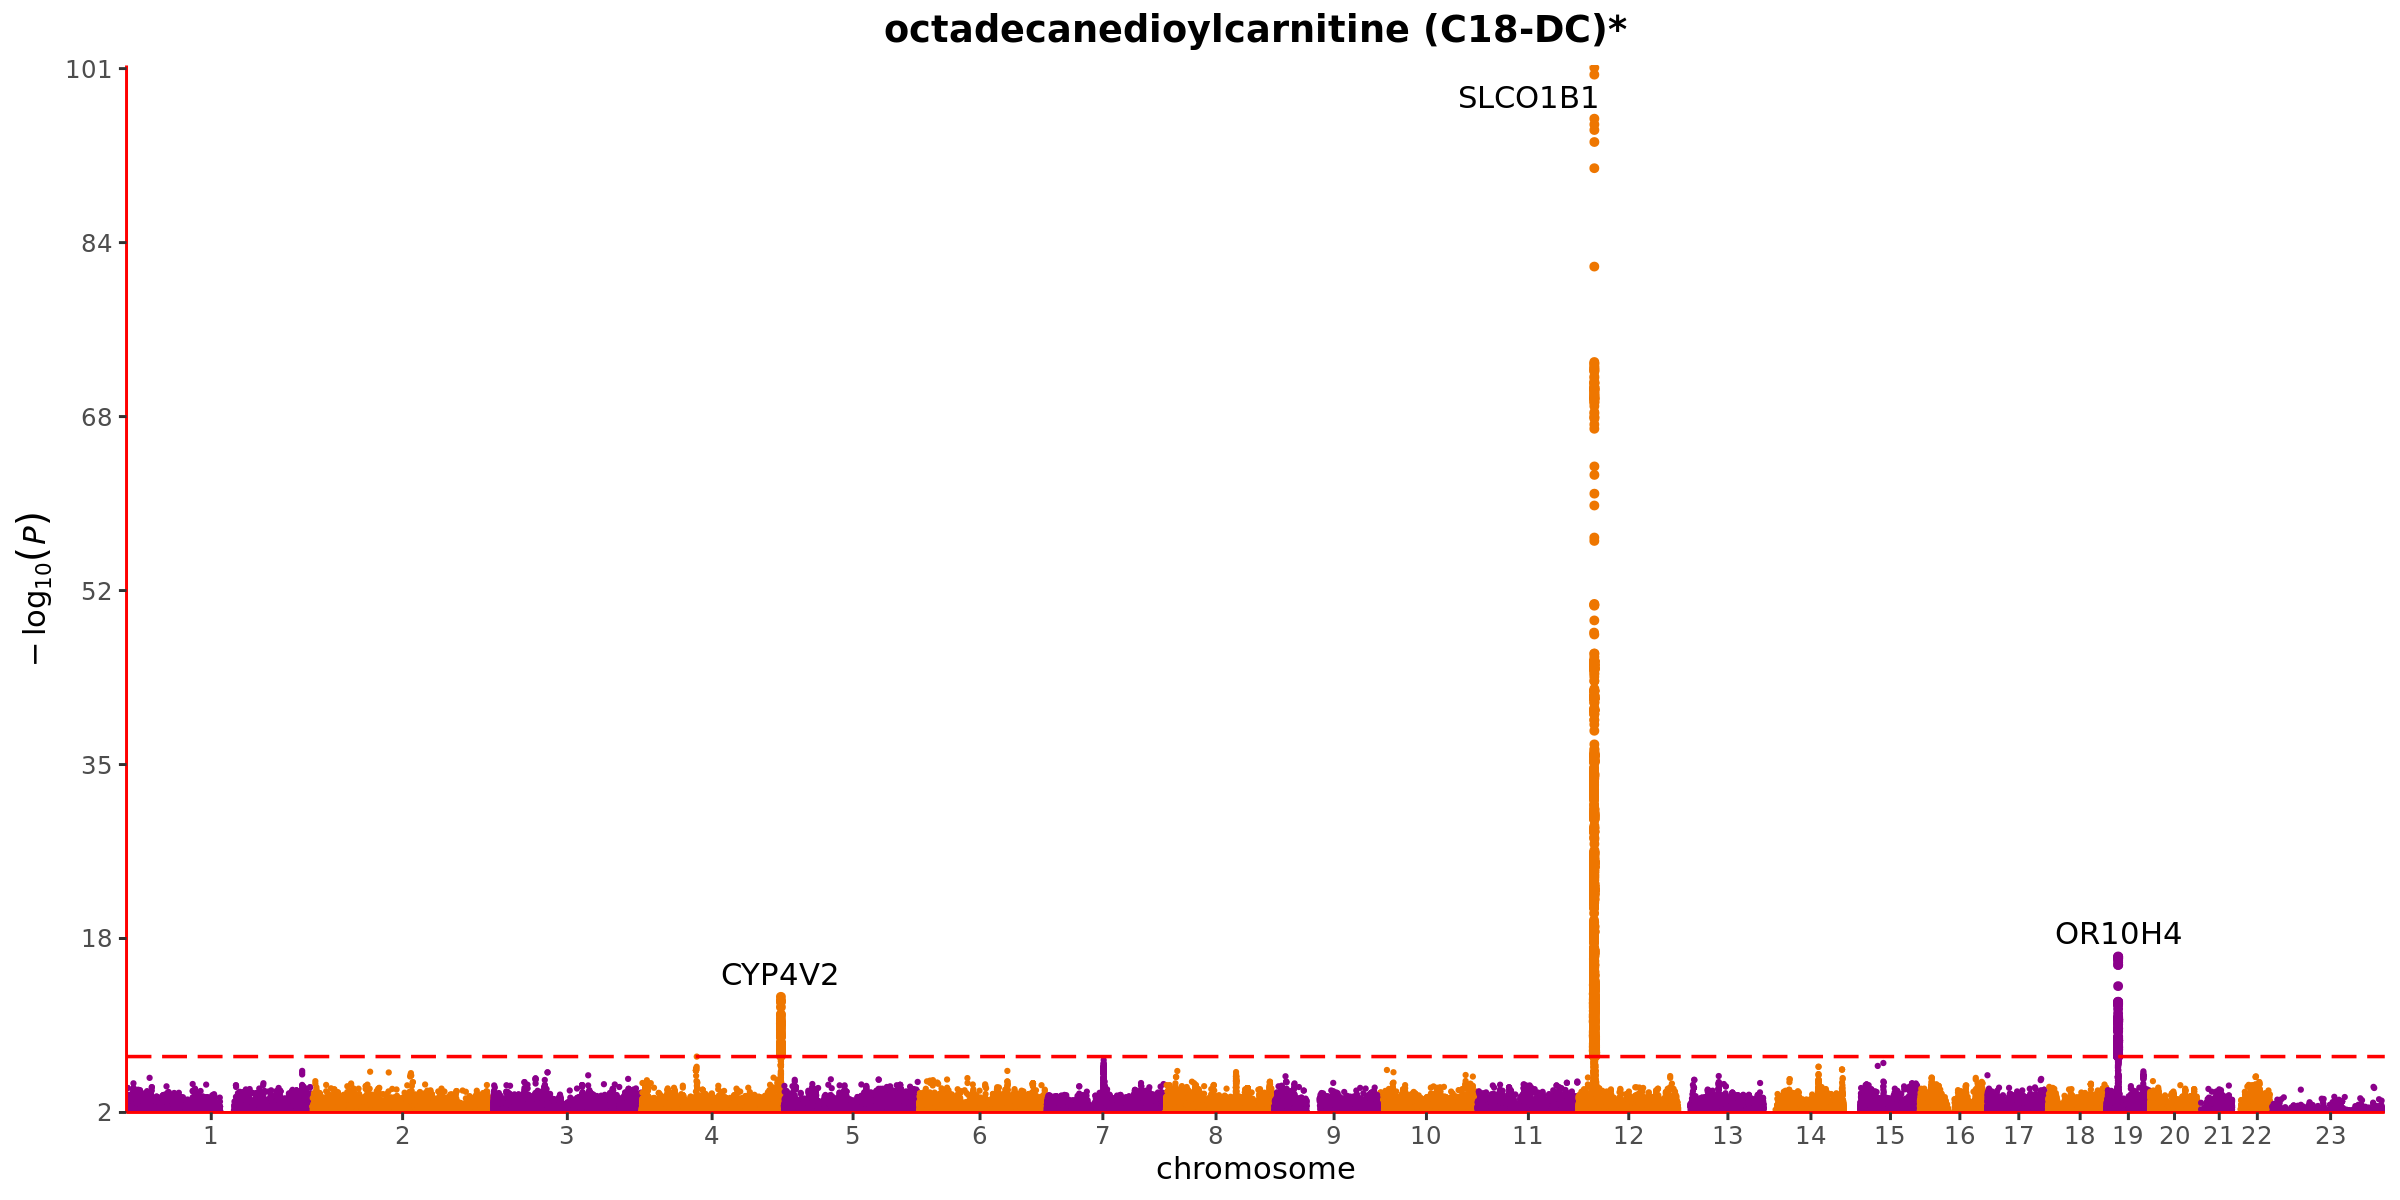 octadecanedioylcarnitine (C18-DC)*
101
84
68
52
35
18
2
− log10(P)
SLCO1B1
CYP4V2
OR10H4
1 2 3 4 5 6 7 8 9 10 11 12 13 14 15 16 17 18 19 20 21 22 23
chromosome